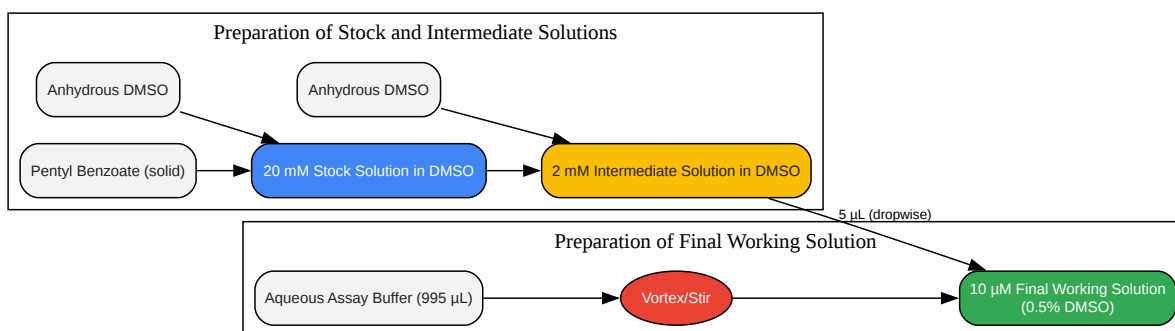 Preparation of Stock and Intermediate Solutions
Anhydrous DMSO
Anhydrous DMSO
Pentyl Benzoate (solid)
20 mM Stock Solution in DMSO
2 mM Intermediate Solution in DMSO
5 µL (dropwise)
Preparation of Final Working Solution
Aqueous Assay Buffer (995 µL)
Vortex/Stir
10 µM Final Working Solution
(0.5% DMSO)